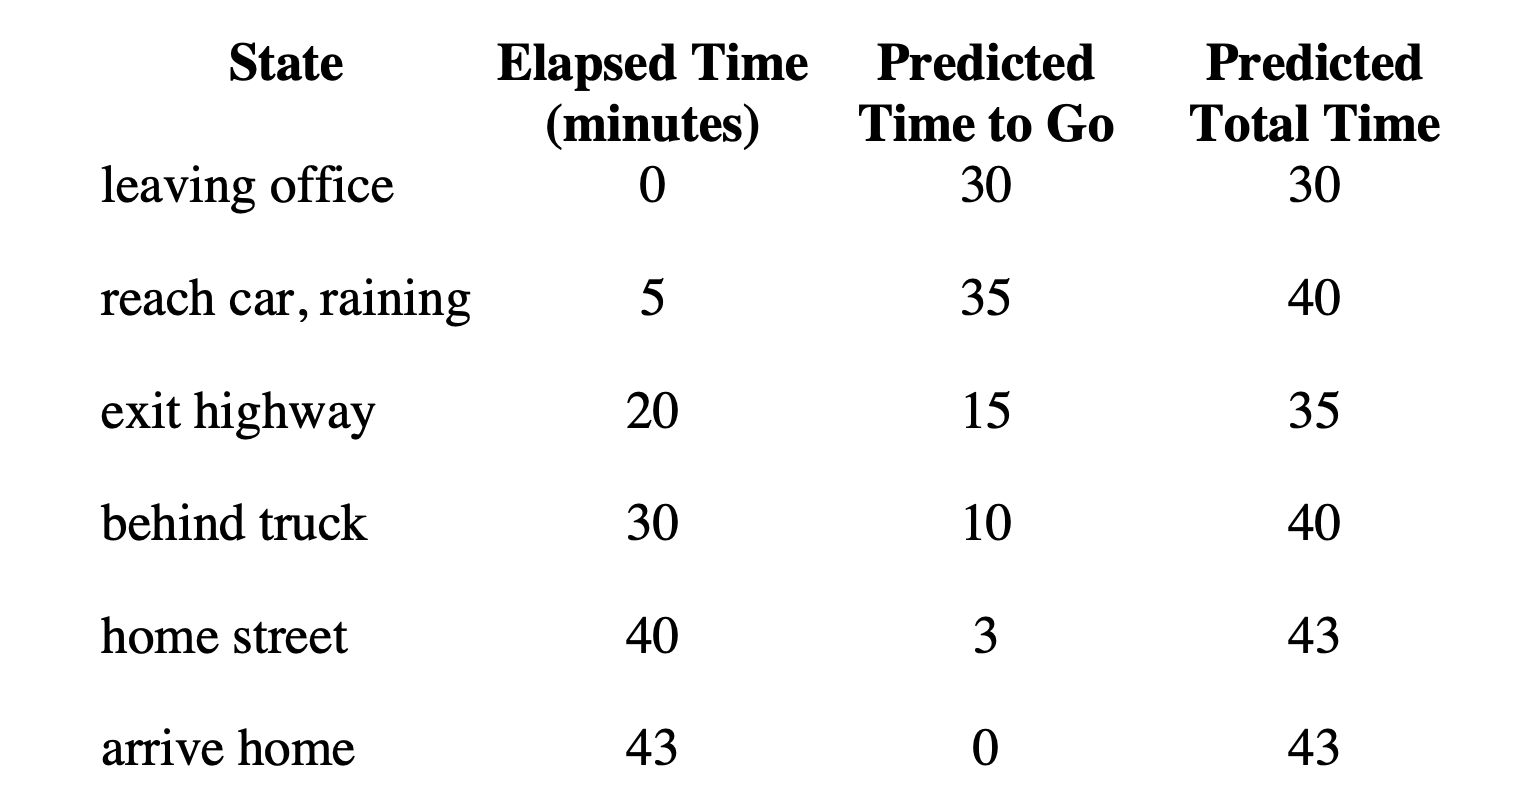 State Elapsed Time Predicted Predicted
(minutes) Time to Go Total Time
leaving office 0 30 30
reach car, raining 5 35 40
exit highway 20 15 35
behind truck 30 10 40
home street 40 3 43
arrive home 43 0 43